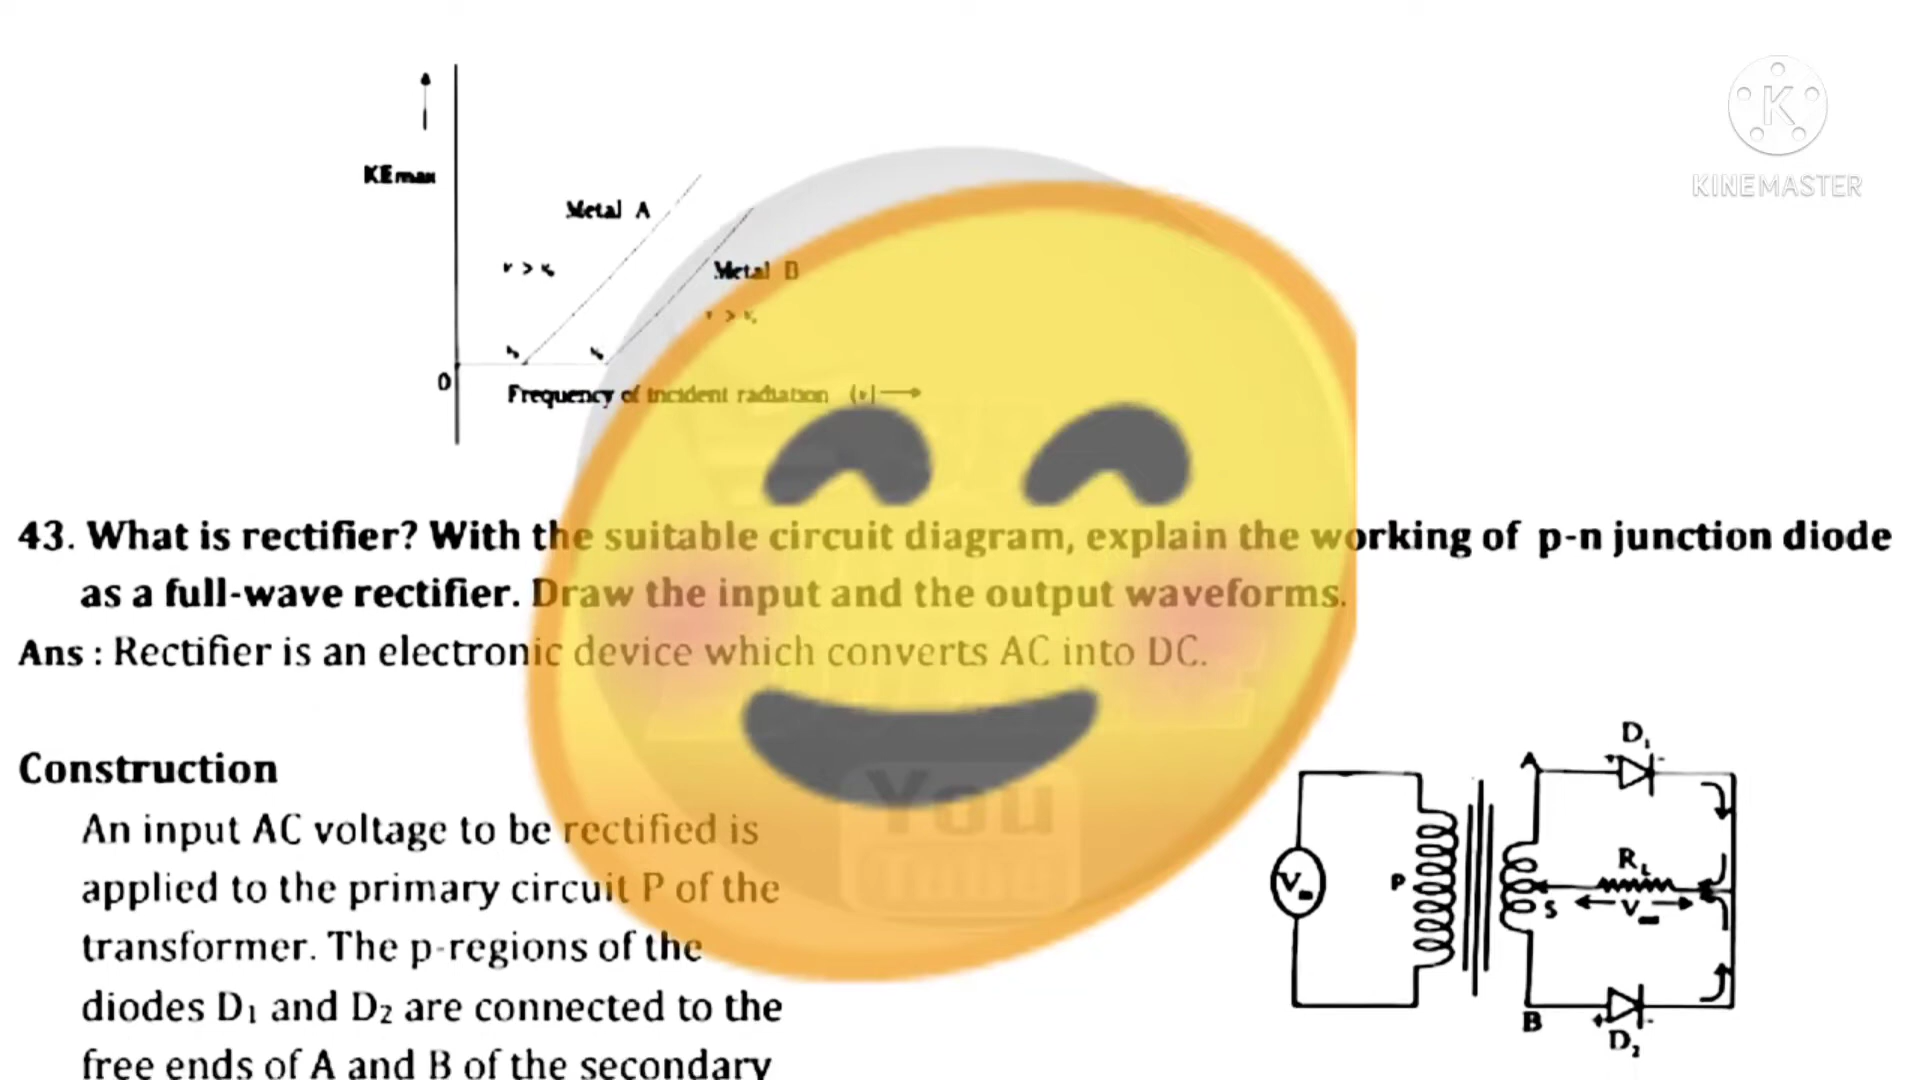 KEmax
Metal A
Metal B
0
Frequency of incident radiation (ν)
KINEMASTER
43. What is rectifier? With the suitable circuit diagram, explain the working of p-n junction diode
as a full-wave rectifier. Draw the input and the output waveforms.
Ans : Rectifier is an electronic device which converts AC into DC.
Construction
An input AC voltage to be rectified is
applied to the primary circuit P of the
transformer. The p-regions of the
diodes D₁ and D₂ are connected to the
free ends of A and B of the secondary
You
A
D₁
P
S
R_L
B
D₂